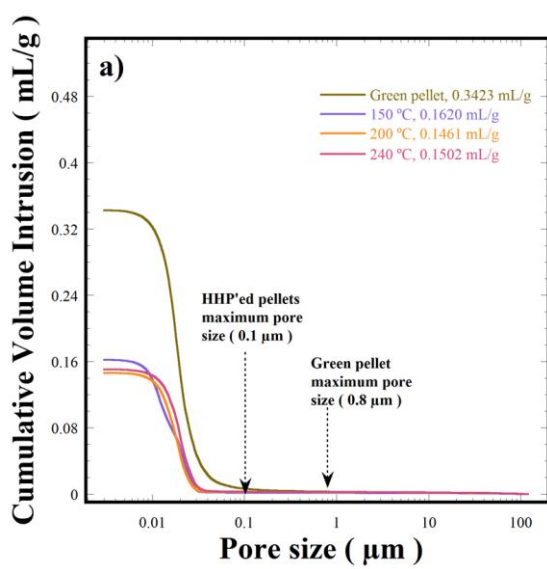 a)
Green pellet, 0.3423 mL/g
150 ºC, 0.1620 mL/g
200 ºC, 0.1461 mL/g
240 ºC, 0.1502 mL/g
Cumulative Volume Intrusion ( mL/g )
0.48
0.4
0.32
0.24
0.16
0.08
0
HHP'ed pellets
maximum pore
size ( 0.1 µm )
Green pellet
maximum pore
size ( 0.8 µm )
0.01 0.1 1 10 100
Pore size ( µm )